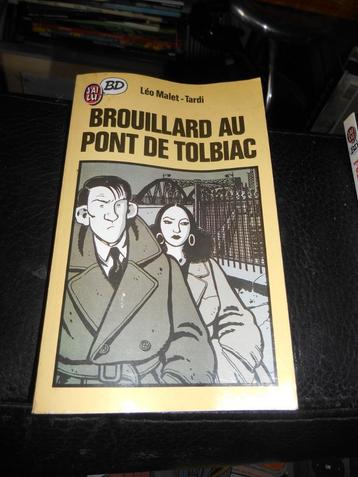 J'AI
LU
BD
Léo Malet-Tardi
BROUILLARD AU
PONT DE TOLBIAC